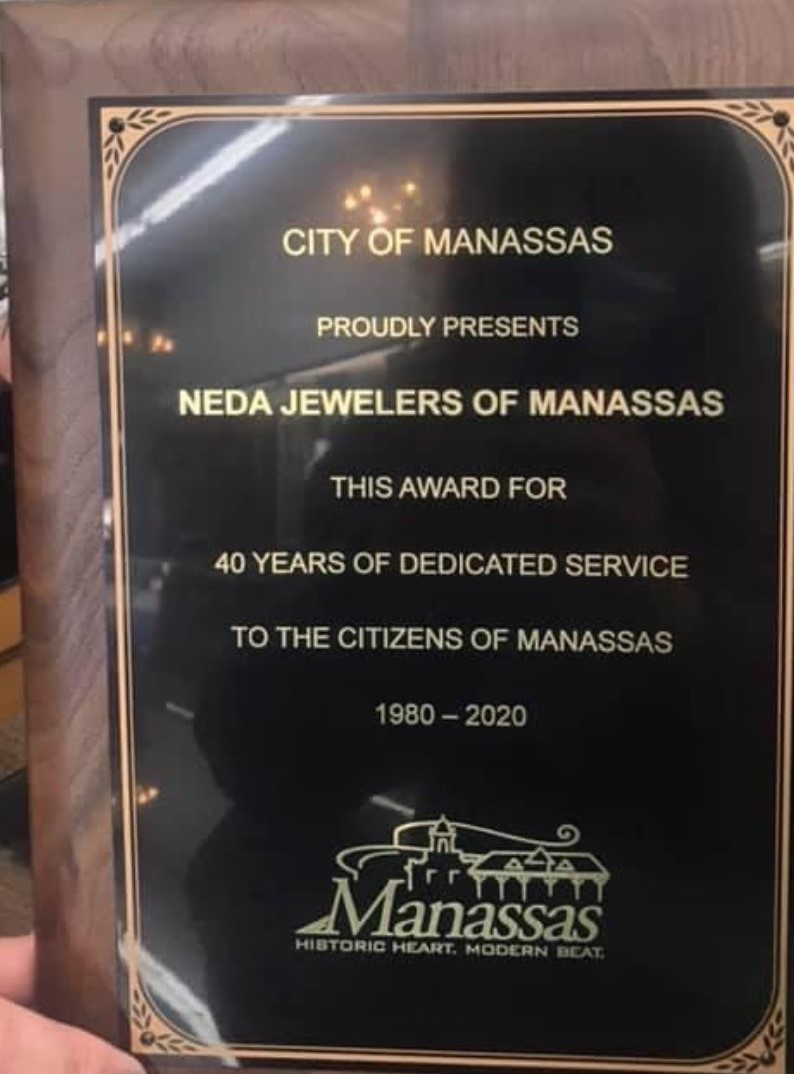 CITY OF MANASSAS
PROUDLY PRESENTS
NEDA JEWELERS OF MANASSAS
THIS AWARD FOR
40 YEARS OF DEDICATED SERVICE
TO THE CITIZENS OF MANASSAS
1980 – 2020
Manassas
HISTORIC HEART. MODERN BEAT.